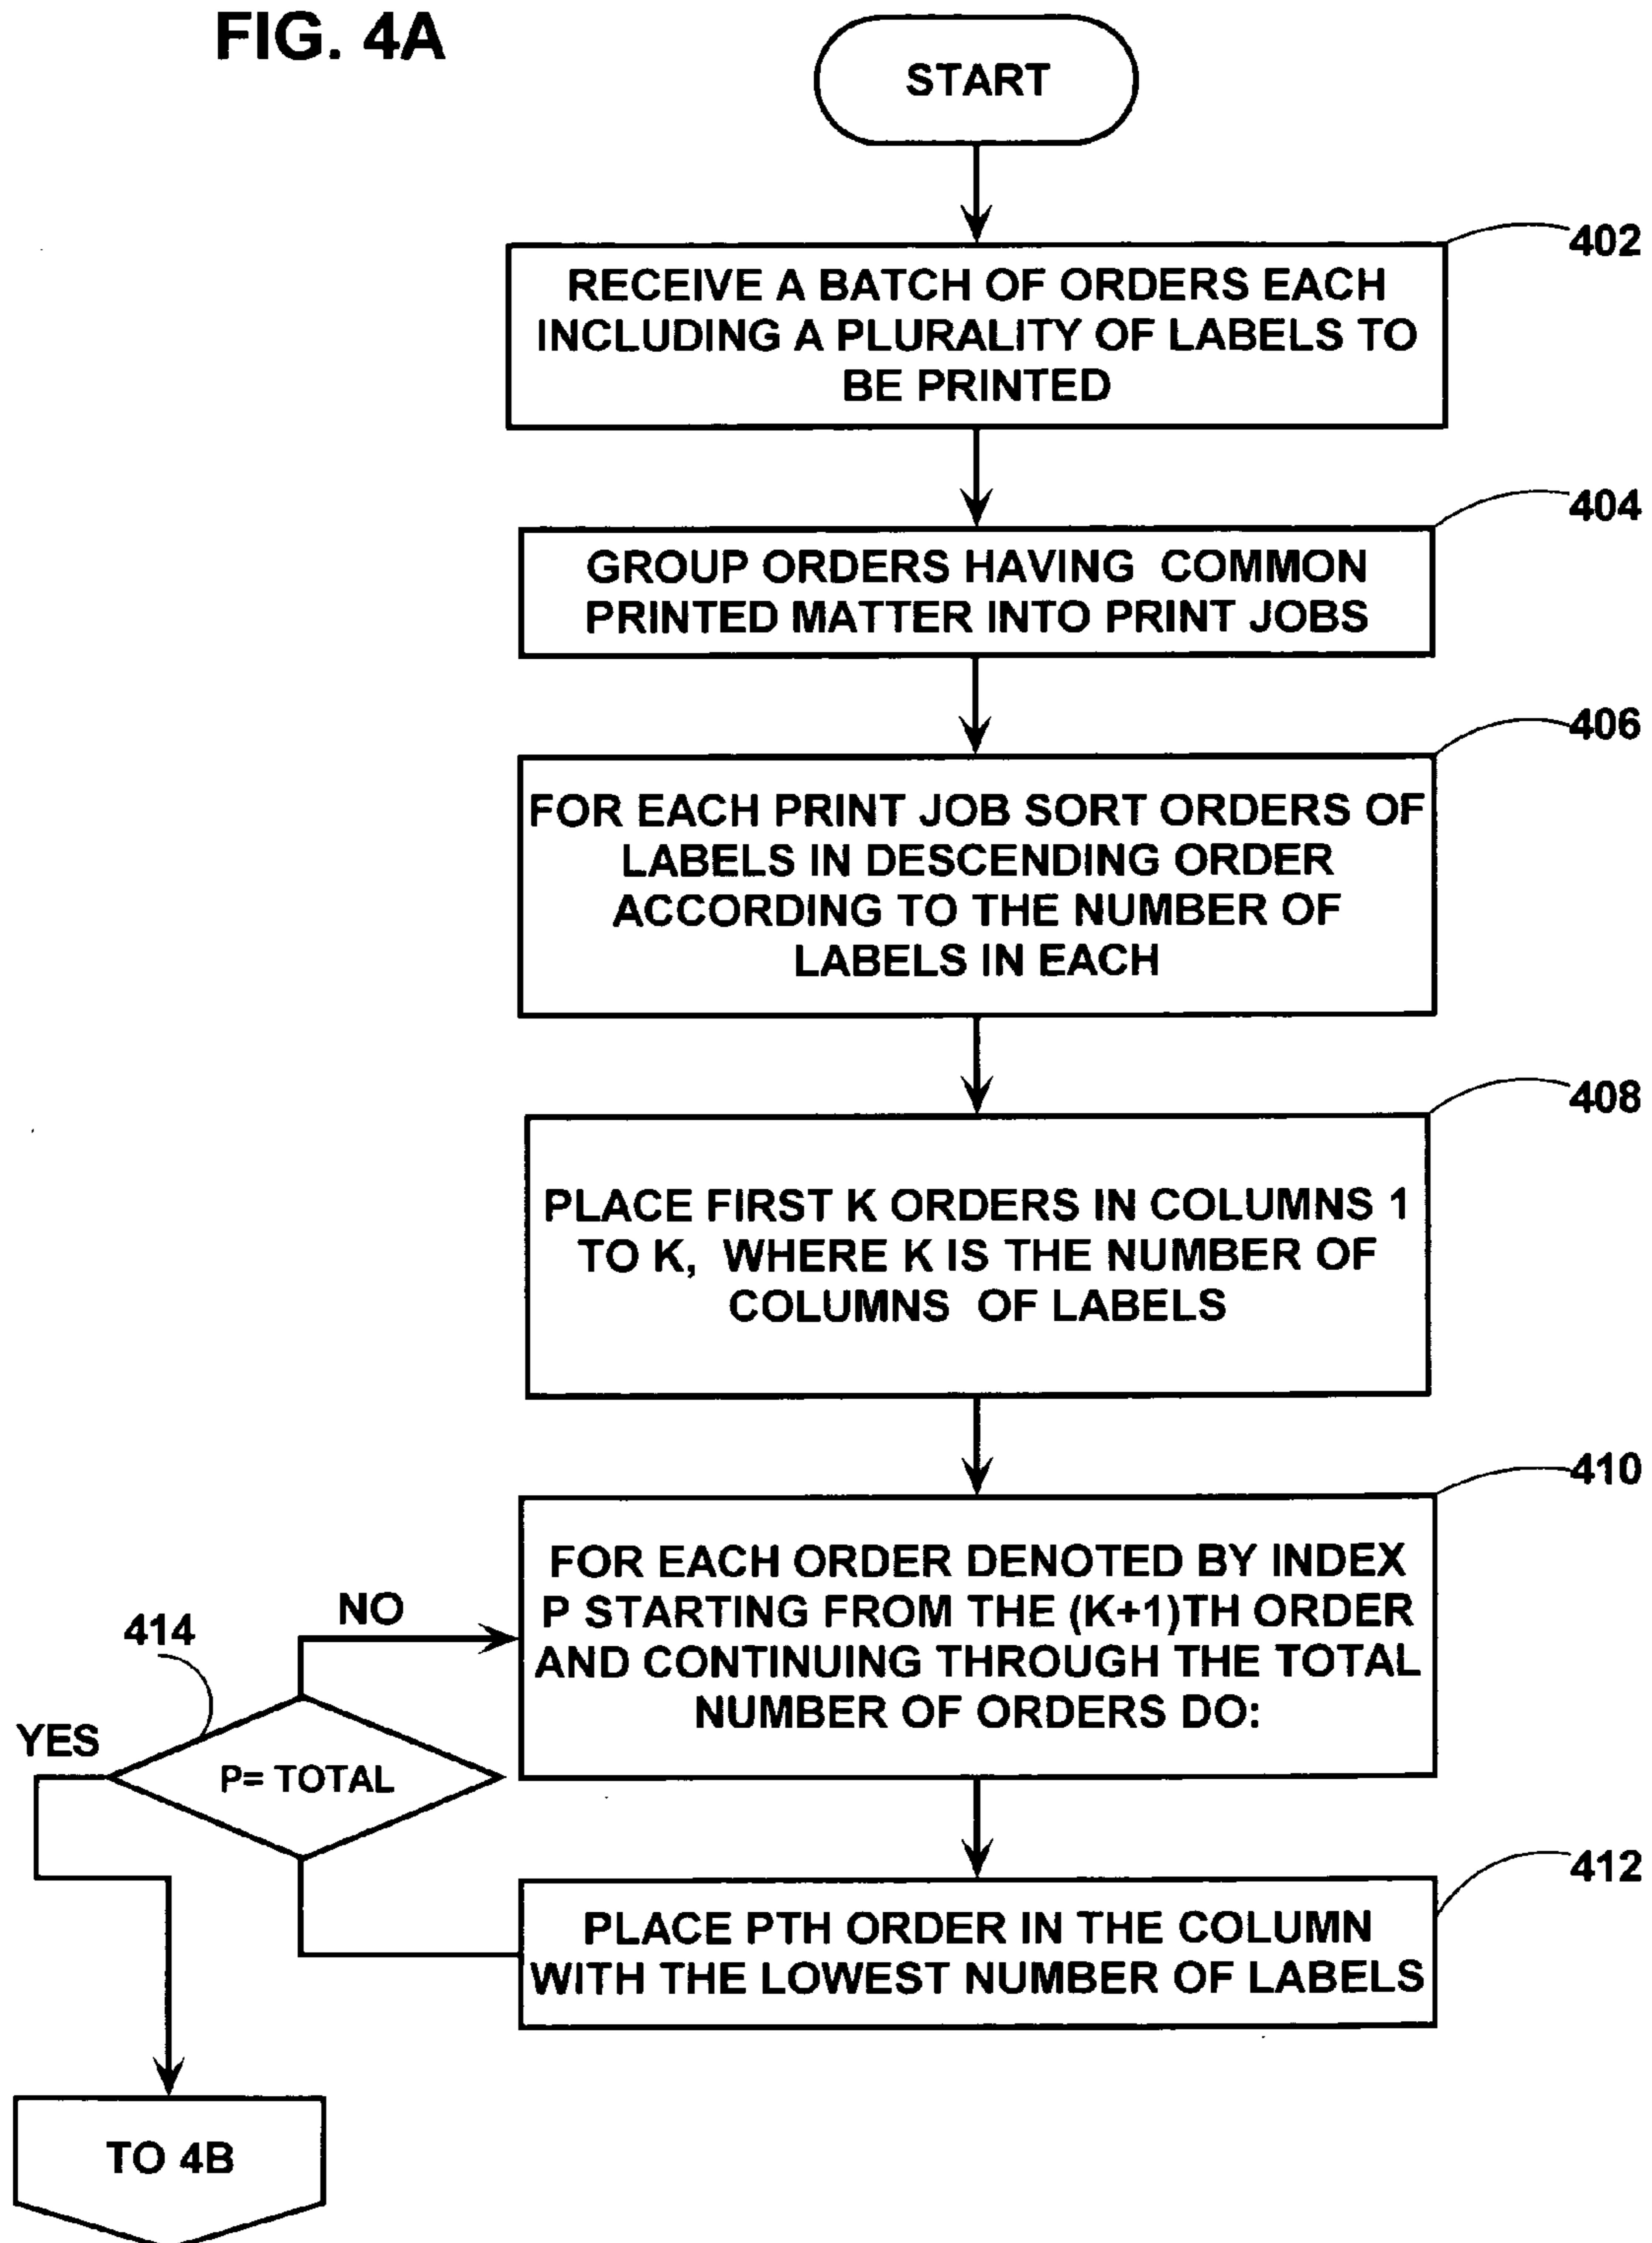 FIG. 4A
START
402
RECEIVE A BATCH OF ORDERS EACH
INCLUDING A PLURALITY OF LABELS TO
BE PRINTED
404
GROUP ORDERS HAVING COMMON
PRINTED MATTER INTO PRINT JOBS
406
FOR EACH PRINT JOB SORT ORDERS OF
LABELS IN DESCENDING ORDER
ACCORDING TO THE NUMBER OF
LABELS IN EACH
408
PLACE FIRST K ORDERS IN COLUMNS 1
TO K, WHERE K IS THE NUMBER OF
COLUMNS OF LABELS
410
FOR EACH ORDER DENOTED BY INDEX
P STARTING FROM THE (K+1)TH ORDER
AND CONTINUING THROUGH THE TOTAL
NUMBER OF ORDERS DO:
NO
414
YES
P= TOTAL
412
PLACE PTH ORDER IN THE COLUMN
WITH THE LOWEST NUMBER OF LABELS
TO 4B